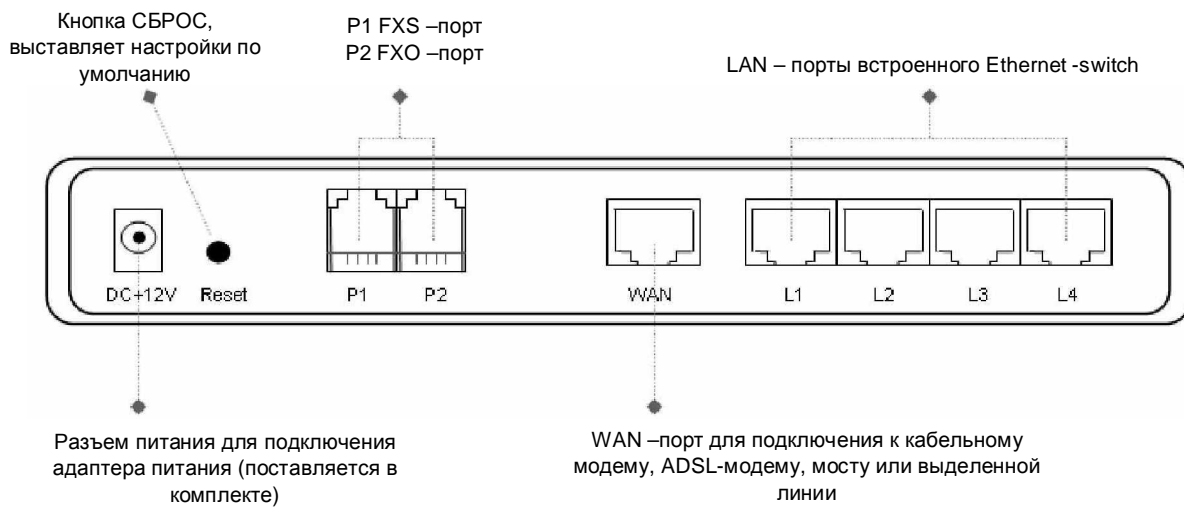 Кнопка СБРОС,
выставляет настройки по
умолчанию
P1 FXS –порт
P2 FXO –порт
LAN – порты встроенного Ethernet -switch
DC+12V
Reset
P1
P2
WAN
L1
L2
L3
L4
Разъем питания для подключения
адаптера питания (поставляется в
комплекте)
WAN –порт для подключения к кабельному
модему, ADSL-модему, мосту или выделенной
линии